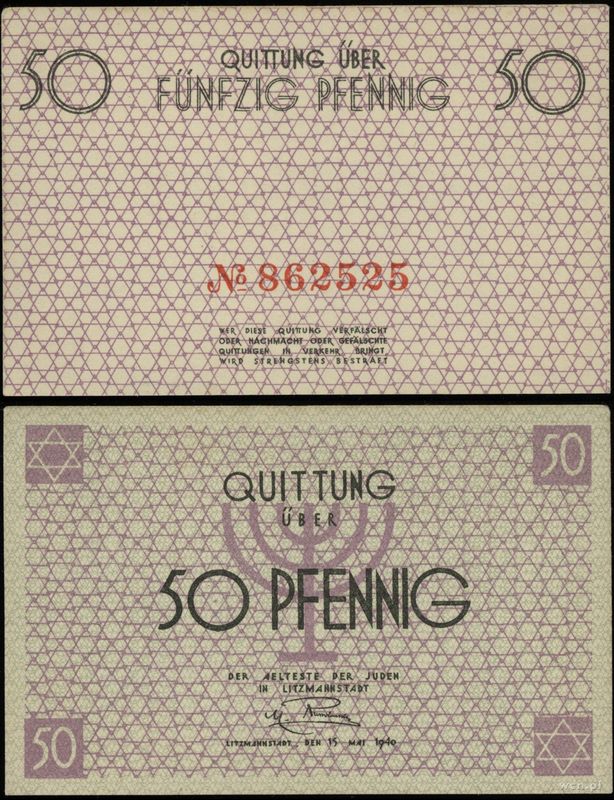 50 QUITTUNG ÜBER 50
FÜNFZIG PFENNIG
№ 862525
WER DIESE QUITTUNG VERFÄLSCHT
ODER NACHMACHT ODER GEFÄLSCHTE
QUITTUNGEN IN VERKEHR BRINGT,
WIRD STRENGSTENS BESTRAFT
50
QUITTUNG
ÜBER
50 PFENNIG
DER AELTESTE DER JUDEN
IN LITZMANNSTADT
LITZMANNSTADT, DEN 15. MAI 1940
50
wcn.pl